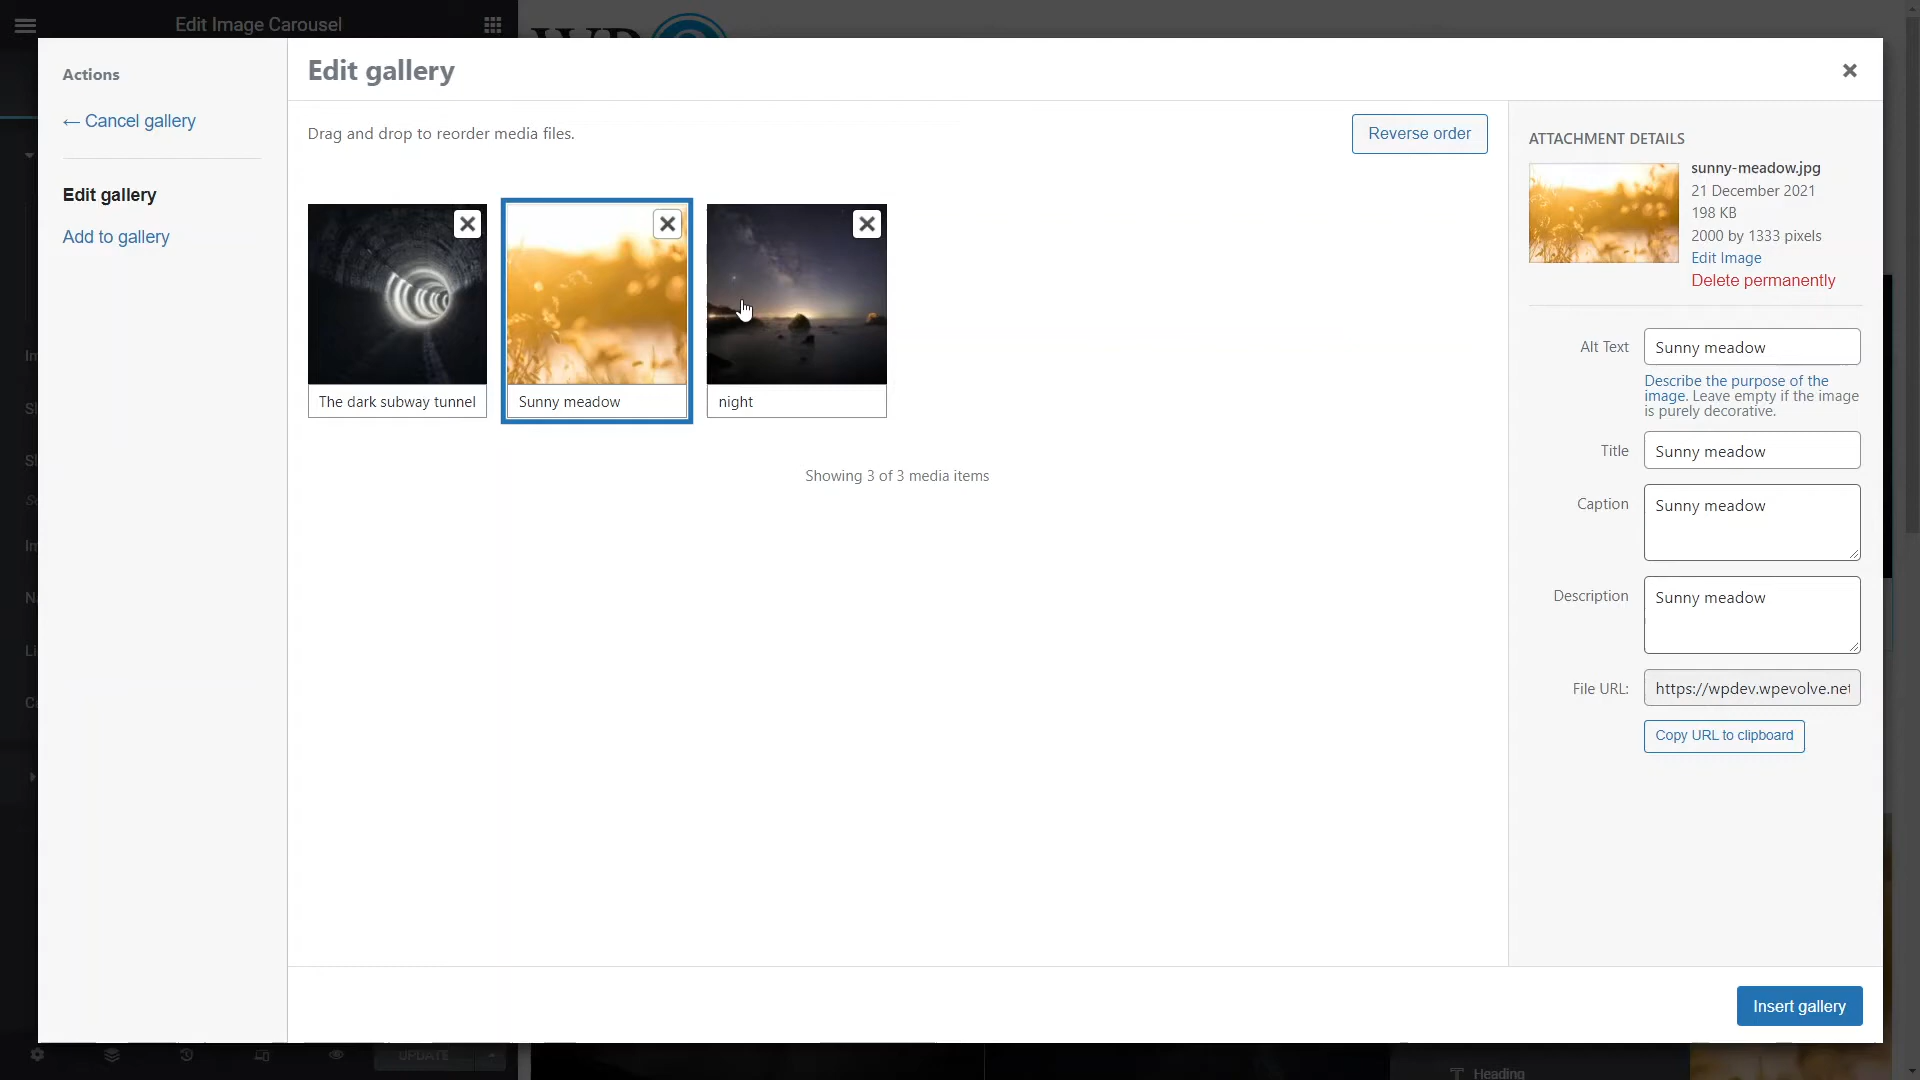 Edit Image Carousel
Actions
← Cancel gallery
Edit gallery
Add to gallery
Edit gallery
Drag and drop to reorder media files.
Reverse order
The dark subway tunnel
Sunny meadow
night
Showing 3 of 3 media items
ATTACHMENT DETAILS
sunny-meadow.jpg
21 December 2021
198 KB
2000 by 1333 pixels
Edit Image
Delete permanently
Alt Text
Sunny meadow
Describe the purpose of the
image. Leave empty if the image
is purely decorative.
Title
Sunny meadow
Caption
Sunny meadow
Description
Sunny meadow
File URL:
https://wpdev.wpevolve.net
Copy URL to clipboard
Insert gallery
UPDATE
Heading